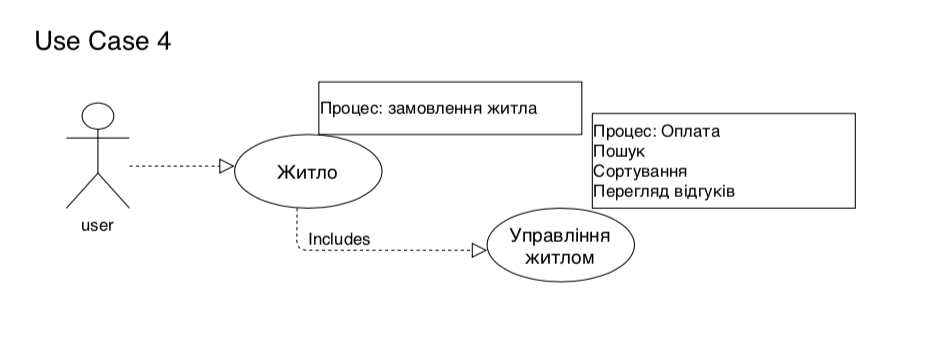 Use Case 4
Процес: замовлення житла
Процес: Оплата
Пошук
Сортування
Перегляд відгуків
Житло
user
Includes
Управління
житлом